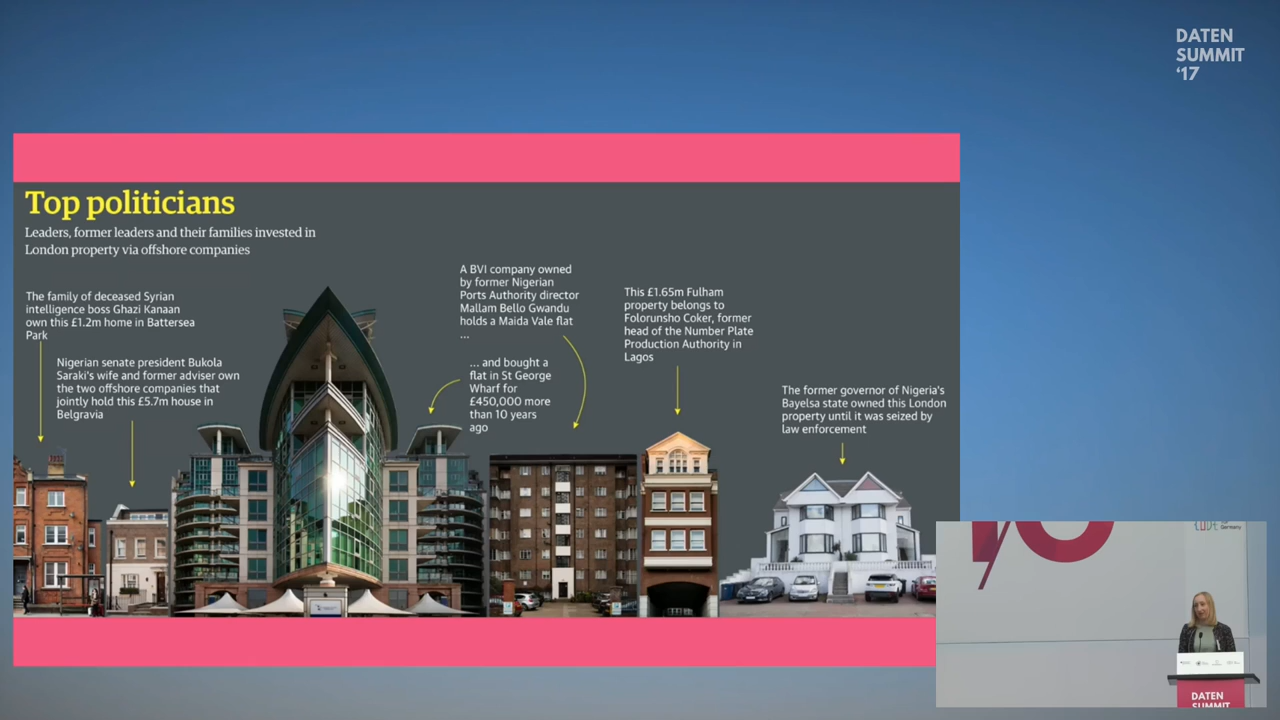 DATEN
SUMMIT
'17
Top politicians
Leaders, former leaders and their families invested in
London property via offshore companies
The family of deceased Syrian
intelligence boss Ghazi Kanaan
own this £1.2m home in Battersea
Park
Nigerian senate president Bukola
Saraki's wife and former adviser own
the two offshore companies that
jointly hold this £5.7m house in
Belgravia
A BVI company owned
by former Nigerian
Ports Authority director
Mallam Bello Gwandu
holds a Maida Vale flat
...
... and bought a
flat in St George
Wharf for
£450,000 more
than 10 years
ago
This £1.65m Fulham
property belongs to
Folorunsho Coker, former
head of the Number Plate
Production Authority in
Lagos
The former governor of Nigeria's
Bayelsa state owned this London
property until it was seized by
law enforcement
Germany
DATEN
SUMMIT